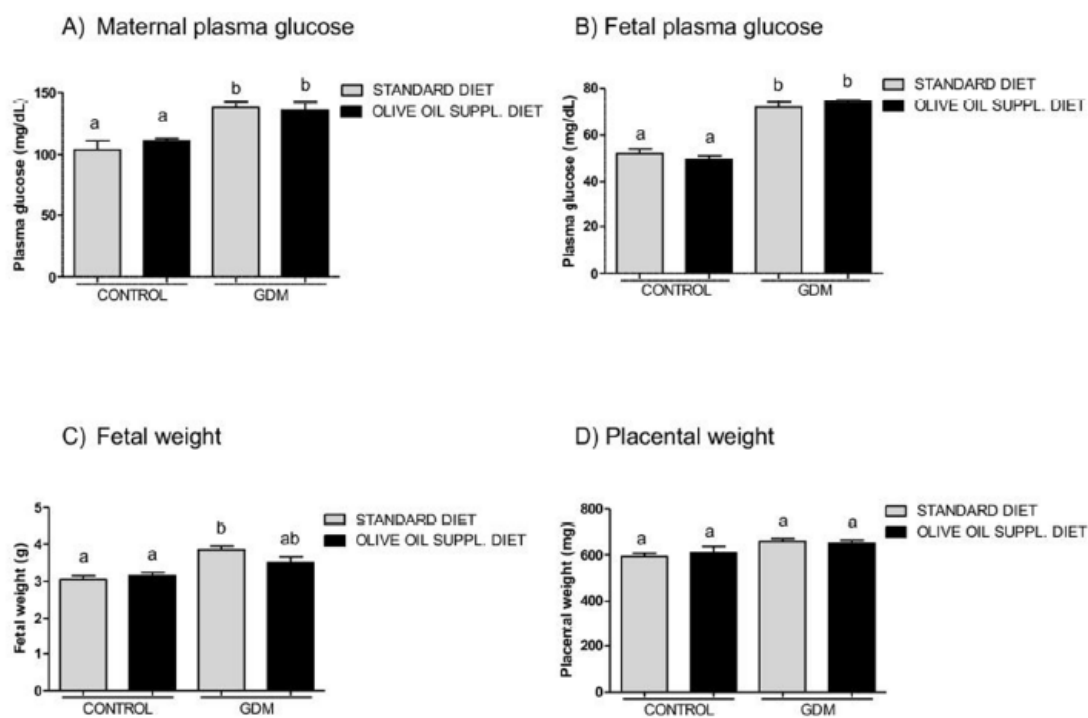 A) Maternal plasma glucose
Plasma glucose (mg/dL)
150
100
50
0
a
a
b
b
STANDARD DIET
OLIVE OIL SUPPL. DIET
CONTROL
GDM
B) Fetal plasma glucose
Plasma glucose (mg/dL)
80
60
40
20
0
a
a
b
b
STANDARD DIET
OLIVE OIL SUPPL. DIET
CONTROL
GDM
C) Fetal weight
Fetal weight (g)
5
4
3
2
1
0
a
a
b
ab
STANDARD DIET
OLIVE OIL SUPPL. DIET
CONTROL
GDM
D) Placental weight
Placental weight (mg)
800
600
400
200
0
a
a
a
a
STANDARD DIET
OLIVE OIL SUPPL. DIET
CONTROL
GDM